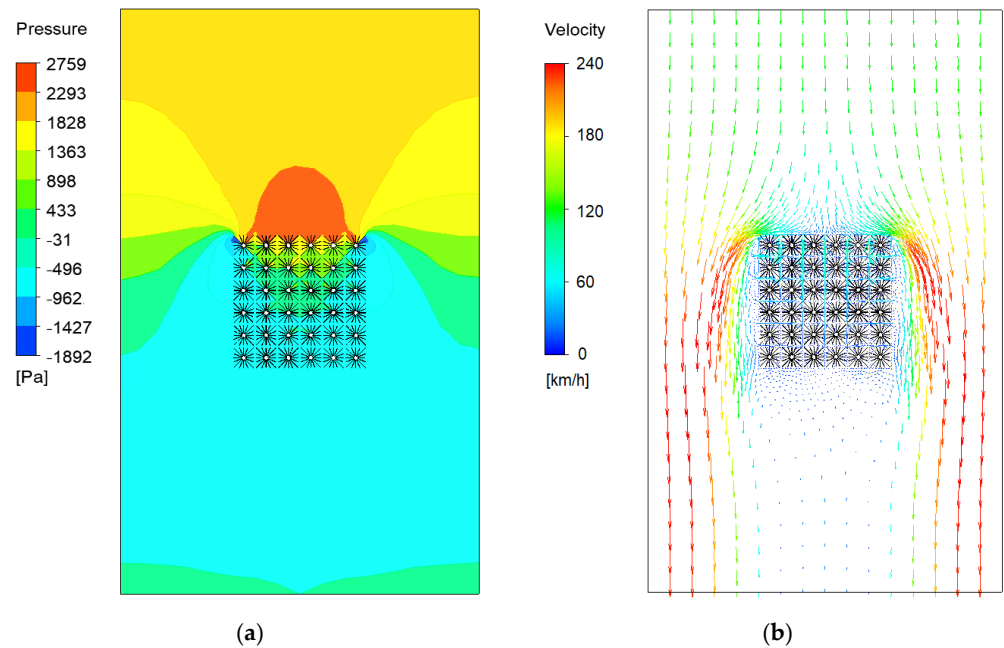 Pressure
2759
2293
1828
1363
898
433
-31
-496
-962
-1427
-1892
[Pa]
Velocity
240
180
120
60
0
[km/h]
(a)
(b)